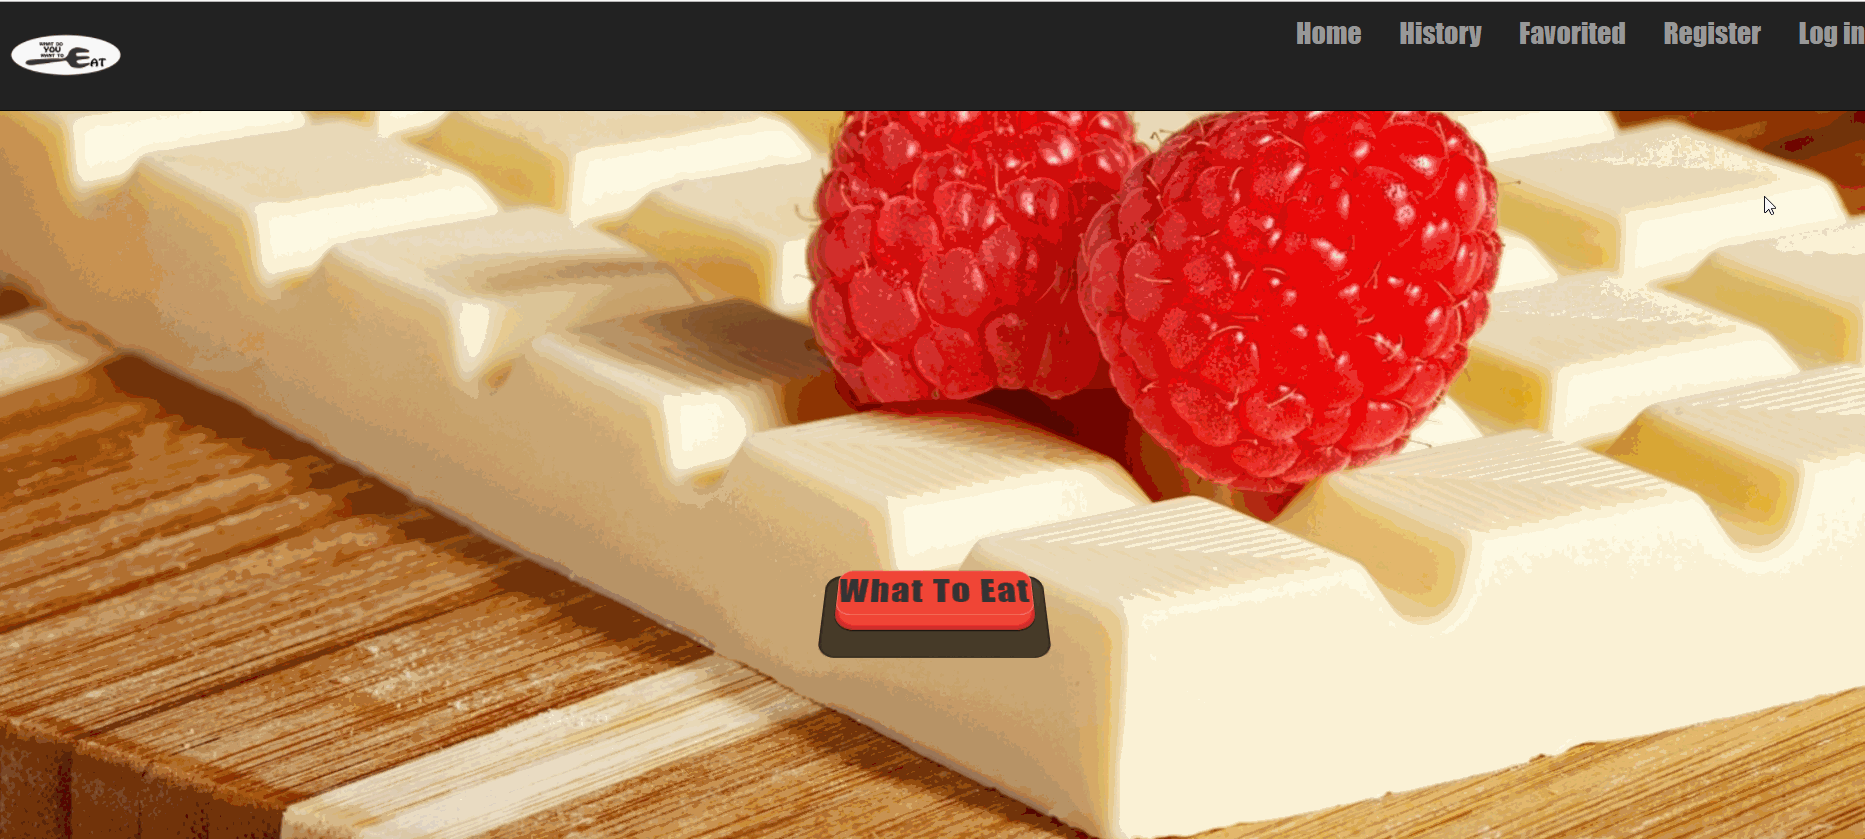 WHAT DO
YOU
WANT TO
EAT
Home History Favorited Register Log in
What To Eat